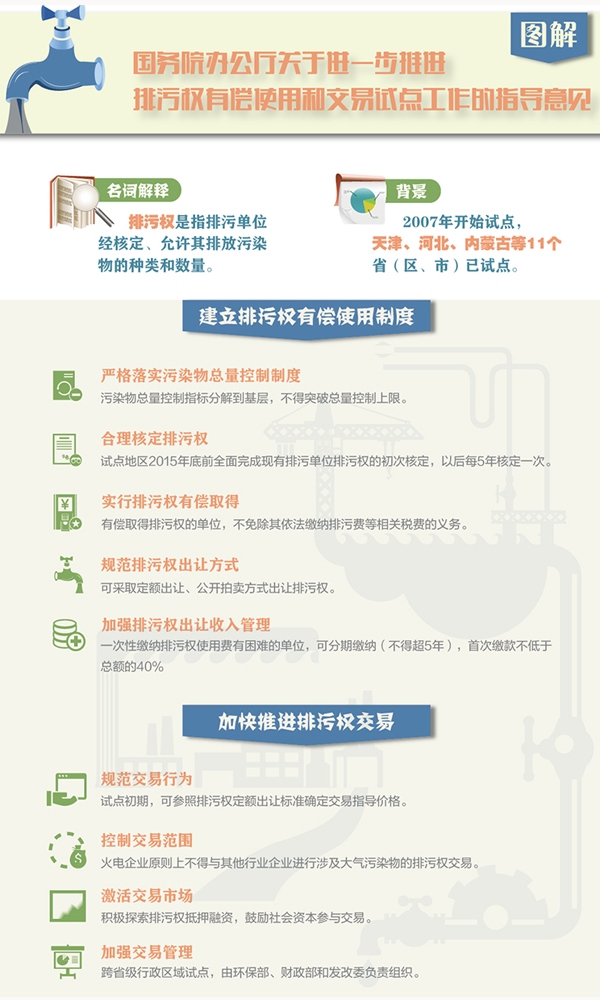 图解
国务院办公厅关于进一步推进
排污权有偿使用和交易试点工作的指导意见
名词解释
排污权是指排污单位
经核定、允许其排放污染
物的种类和数量。
背景
2007年开始试点，
天津、河北、内蒙古等11个
省（区、市）已试点。
建立排污权有偿使用制度
严格落实污染物总量控制制度
污染物总量控制指标分解到基层，不得突破总量控制上限。
合理核定排污权
试点地区2015年底前全面完成现有排污单位排污权的初次核定，以后每5年核定一次。
实行排污权有偿取得
有偿取得排污权的单位，不免除其依法缴纳排污费等相关税费的义务。
规范排污权出让方式
可采取定额出让、公开拍卖方式出让排污权。
加强排污权出让收入管理
一次性缴纳排污权使用费有困难的单位，可分期缴纳（不得超5年），首次缴款不低于
总额的40%
加快推进排污权交易
规范交易行为
试点初期，可参照排污权定额出让标准确定交易指导价格。
控制交易范围
火电企业原则上不得与其他行业企业进行涉及大气污染物的排污权交易。
激活交易市场
积极探索排污权抵押融资，鼓励社会资本参与交易。
加强交易管理
跨省级行政区域试点，由环保部、财政部和发改委负责组织。